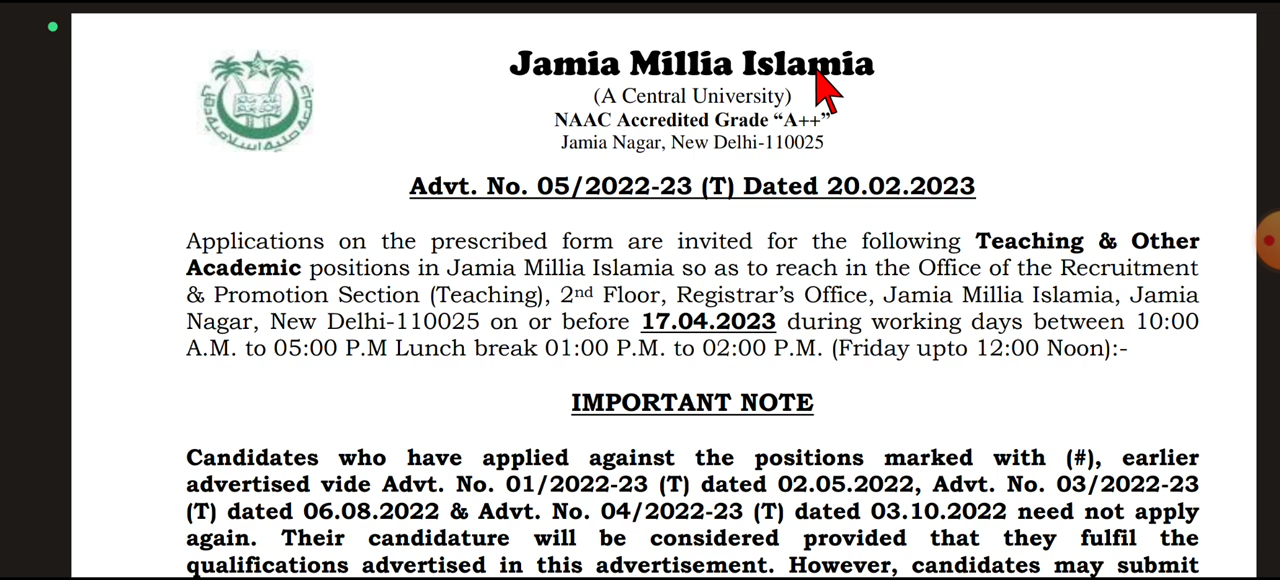 Jamia Millia Islamia
(A Central University)
NAAC Accredited Grade “A++”
Jamia Nagar, New Delhi-110025
Advt. No. 05/2022-23 (T) Dated 20.02.2023
Applications on the prescribed form are invited for the following Teaching & Other
Academic positions in Jamia Millia Islamia so as to reach in the Office of the Recruitment
& Promotion Section (Teaching), 2nd Floor, Registrar’s Office, Jamia Millia Islamia, Jamia
Nagar, New Delhi-110025 on or before 17.04.2023 during working days between 10:00
A.M. to 05:00 P.M Lunch break 01:00 P.M. to 02:00 P.M. (Friday upto 12:00 Noon):-
IMPORTANT NOTE
Candidates who have applied against the positions marked with (#), earlier
advertised vide Advt. No. 01/2022-23 (T) dated 02.05.2022, Advt. No. 03/2022-23
(T) dated 06.08.2022 & Advt. No. 04/2022-23 (T) dated 03.10.2022 need not apply
again. Their candidature will be considered provided that they fulfil the
qualifications advertised in this advertisement. However, candidates may submit